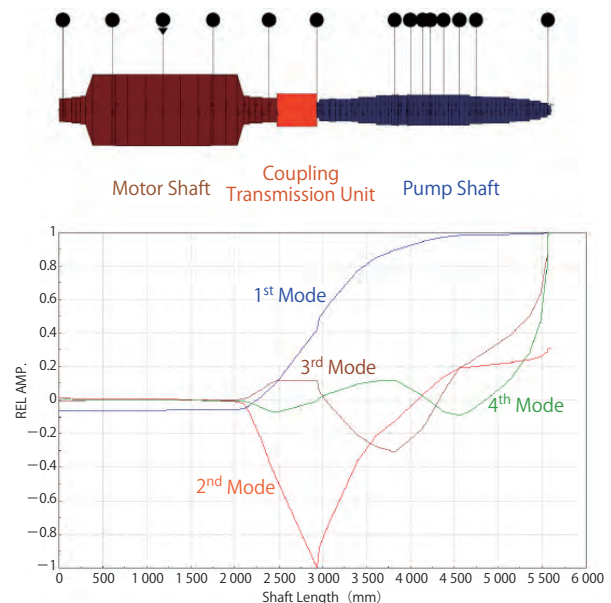 Motor Shaft
Coupling
Transmission Unit
Pump Shaft
1
0.8
0.6
0.4
0.2
0
−0.2
−0.4
−0.6
−0.8
−1
REL AMP.
1st Mode
3rd Mode
4th Mode
2nd Mode
0 500 1 000 1 500 2 000 2 500 3 000 3 500 4 000 4 500 5 000 5 500 6 000
Shaft Length (mm)